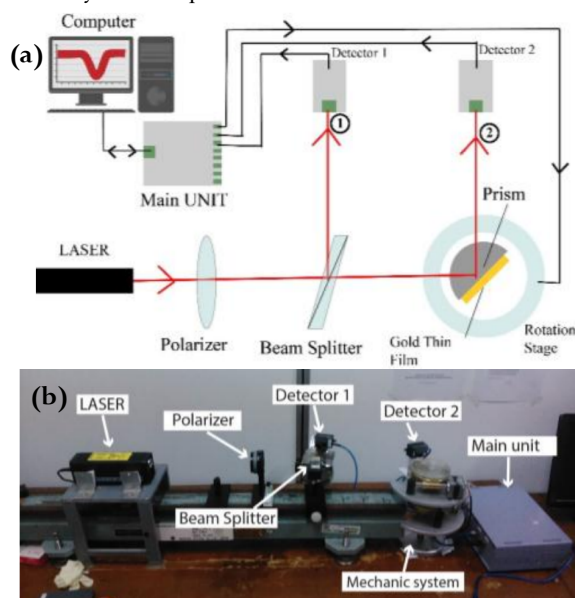 (a)
Computer
Detector 1
Detector 2
1
2
Main UNIT
Prism
LASER
Polarizer
Beam Splitter
Gold Thin
Film
Rotation
Stage
(b)
LASER
Polarizer
Detector 1
Detector 2
Main unit
Beam Splitter
Mechanic system